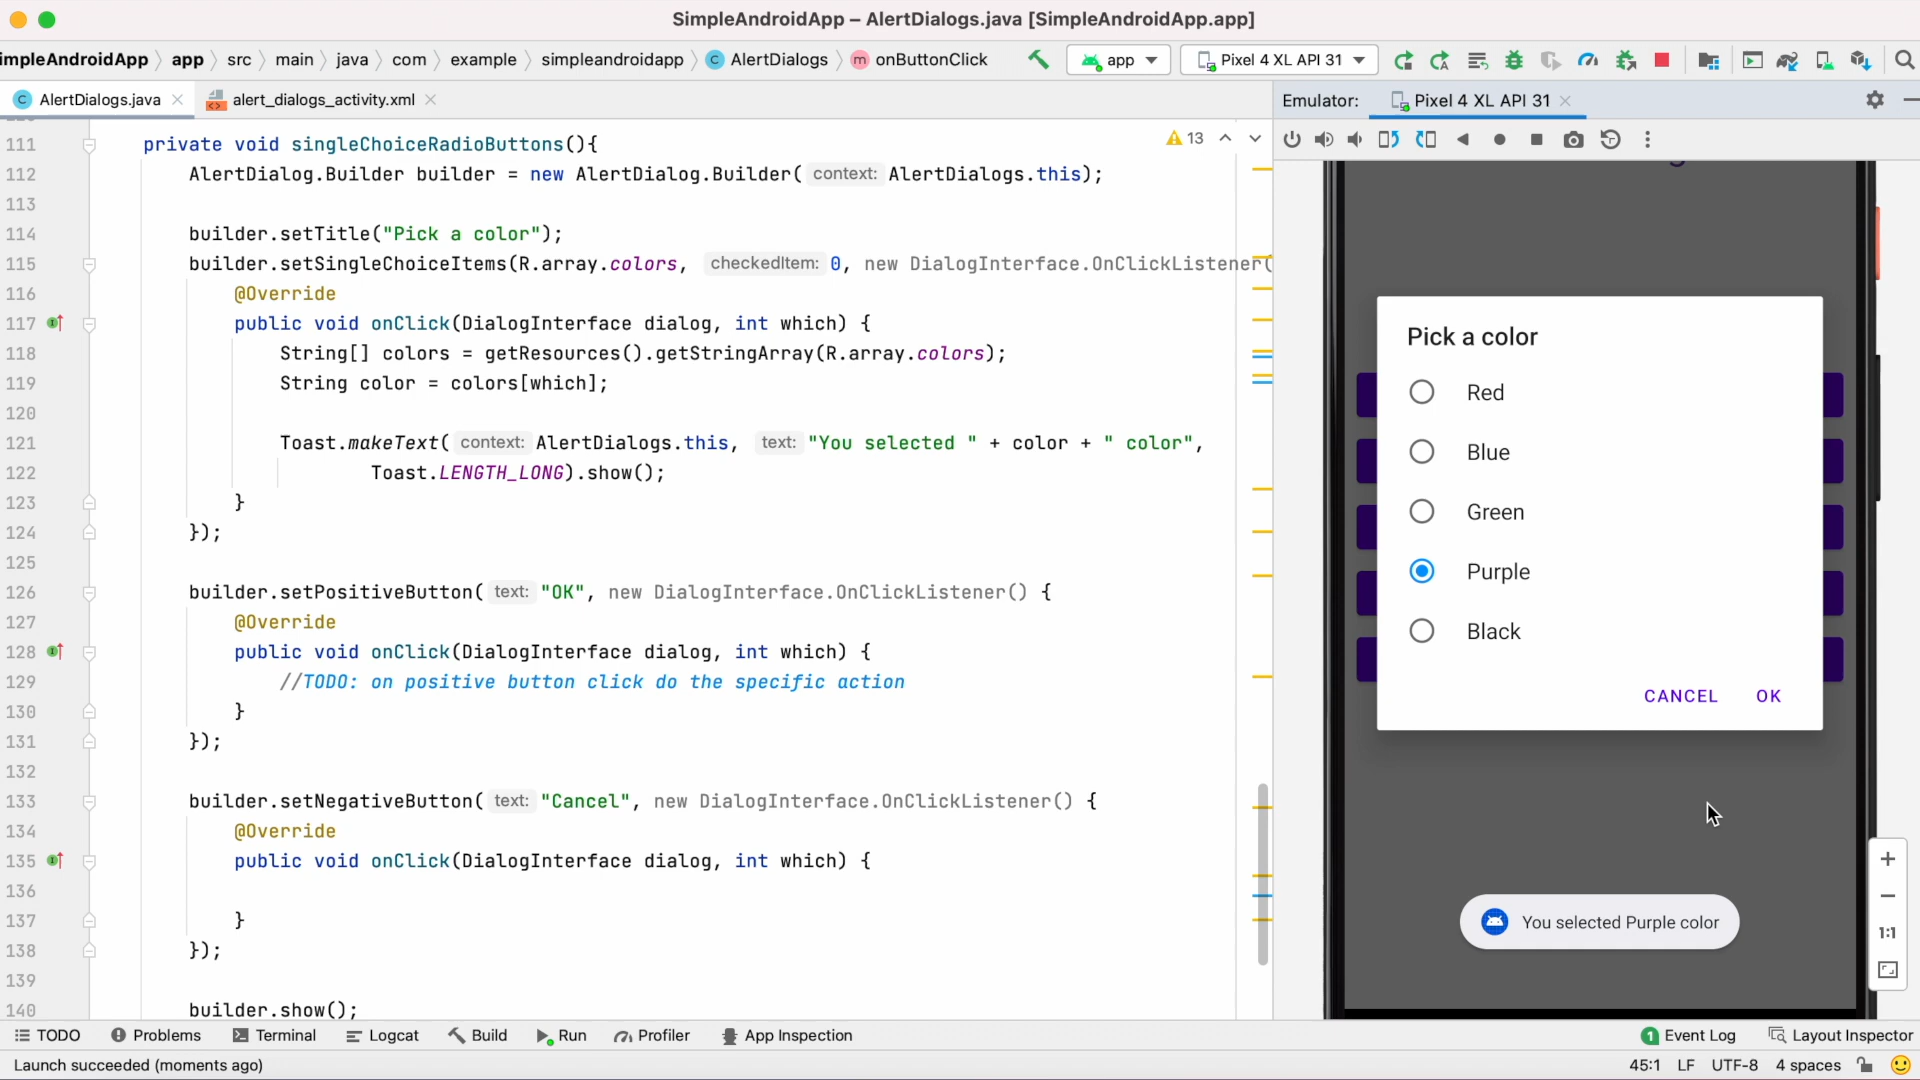 SimpleAndroidApp – AlertDialogs.java [SimpleAndroidApp.app]
impleAndroidApp app src main java com example simpleandroidapp C AlertDialogs m onButtonClick app Pixel 4 XL API 31
C AlertDialogs.java alert_dialogs_activity.xml Emulator: Pixel 4 XL API 31
111 private void singleChoiceRadioButtons(){
13
112 AlertDialog.Builder builder = new AlertDialog.Builder( context: AlertDialogs.this);
113
114 builder.setTitle("Pick a color");
115 builder.setSingleChoiceItems(R.array.colors, checkedItem: 0, new DialogInterface.OnClickListener(
116 @Override
117 public void onClick(DialogInterface dialog, int which) {
118 String[] colors = getResources().getStringArray(R.array.colors);
119 String color = colors[which];
120
121 Toast.makeText( context: AlertDialogs.this, text: "You selected " + color + " color",
122 Toast.LENGTH_LONG).show();
123 }
124 });
125
126 builder.setPositiveButton( text: "OK", new DialogInterface.OnClickListener() {
127 @Override
128 public void onClick(DialogInterface dialog, int which) {
129 //TODO: on positive button click do the specific action
130 }
131 });
132
133 builder.setNegativeButton( text: "Cancel", new DialogInterface.OnClickListener() {
134 @Override
135 public void onClick(DialogInterface dialog, int which) {
136
137 }
138 });
139
140 builder.show();
Pick a color
Red
Blue
Green
Purple
Black
CANCEL OK
You selected Purple color
1:1
TODO Problems Terminal Logcat Build Run Profiler App Inspection 1 Event Log Layout Inspector
Launch succeeded (moments ago) 45:1 LF UTF-8 4 spaces